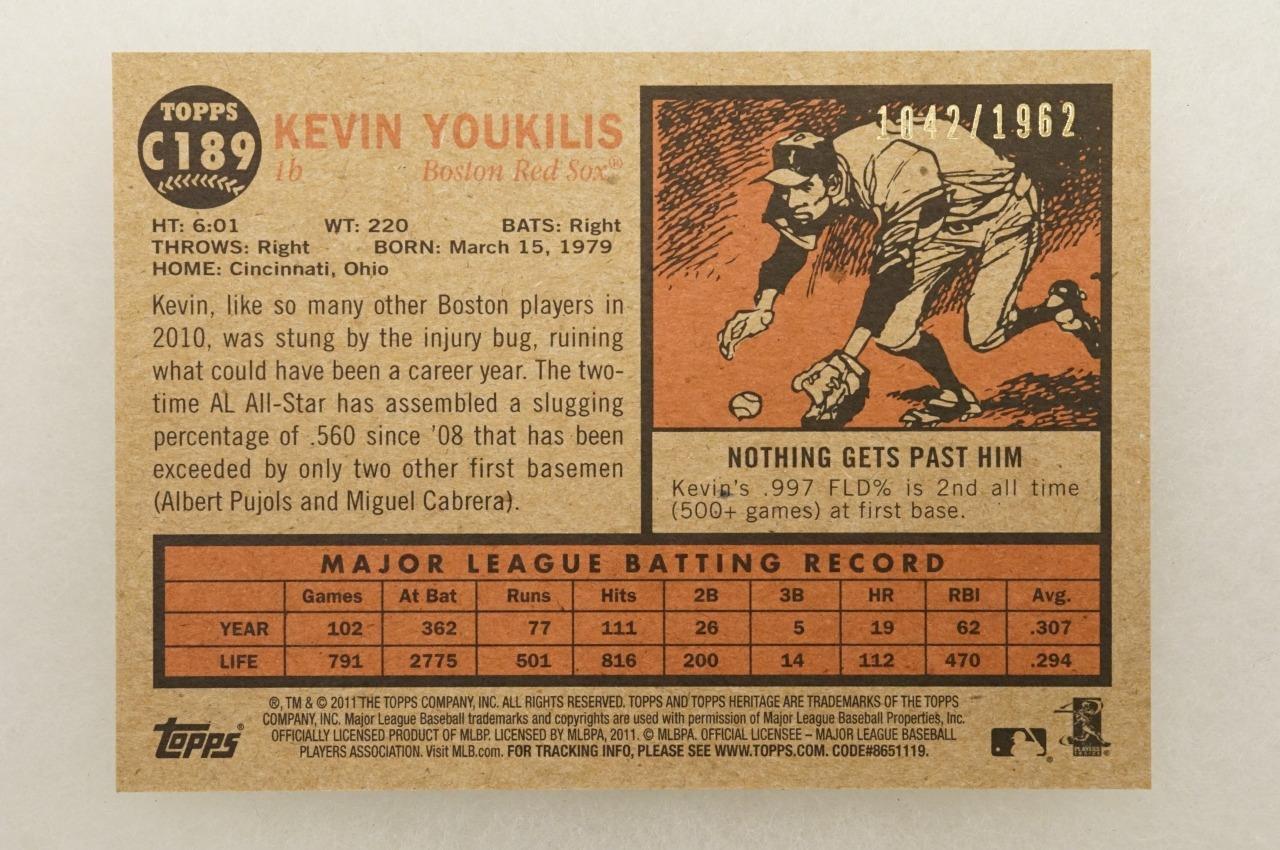 TOPPS
C189
KEVIN YOUKILIS
1b Boston Red Sox®
HT: 6:01 WT: 220 BATS: Right
THROWS: Right BORN: March 15, 1979
HOME: Cincinnati, Ohio
Kevin, like so many other Boston players in
2010, was stung by the injury bug, ruining
what could have been a career year. The two-
time AL All-Star has assembled a slugging
percentage of .560 since '08 that has been
exceeded by only two other first basemen
(Albert Pujols and Miguel Cabrera).
1042/1962
NOTHING GETS PAST HIM
Kevin's .997 FLD% is 2nd all time
(500+ games) at first base.
MAJOR LEAGUE BATTING RECORD
Games At Bat Runs Hits 2B 3B HR RBI Avg.
YEAR 102 362 77 111 26 5 19 62 .307
LIFE 791 2775 501 816 200 14 112 470 .294
®, TM & © 2011 THE TOPPS COMPANY, INC. ALL RIGHTS RESERVED. TOPPS AND TOPPS HERITAGE ARE TRADEMARKS OF THE TOPPS
COMPANY, INC. Major League Baseball trademarks and copyrights are used with permission of Major League Baseball Properties, Inc.
OFFICIALLY LICENSED PRODUCT OF MLBP. LICENSED BY MLBPA, 2011. © MLBPA. OFFICIAL LICENSEE – MAJOR LEAGUE BASEBALL
PLAYERS ASSOCIATION. Visit MLB.com. FOR TRACKING INFO, PLEASE SEE WWW.TOPPS.COM. CODE#8651119.
topps®
®
PLAYERS
®